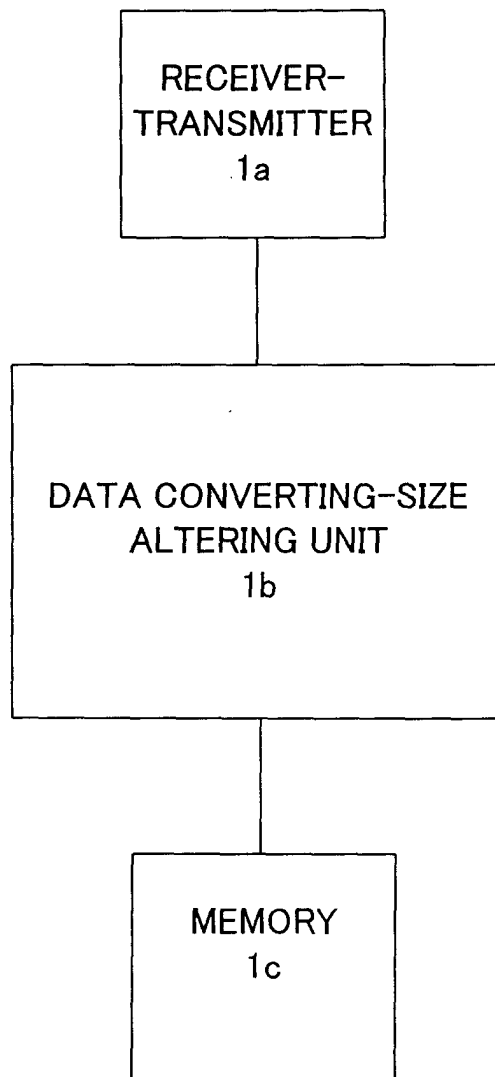 RECEIVER-
TRANSMITTER
1a
DATA CONVERTING-SIZE
ALTERING UNIT
1b
MEMORY
1c